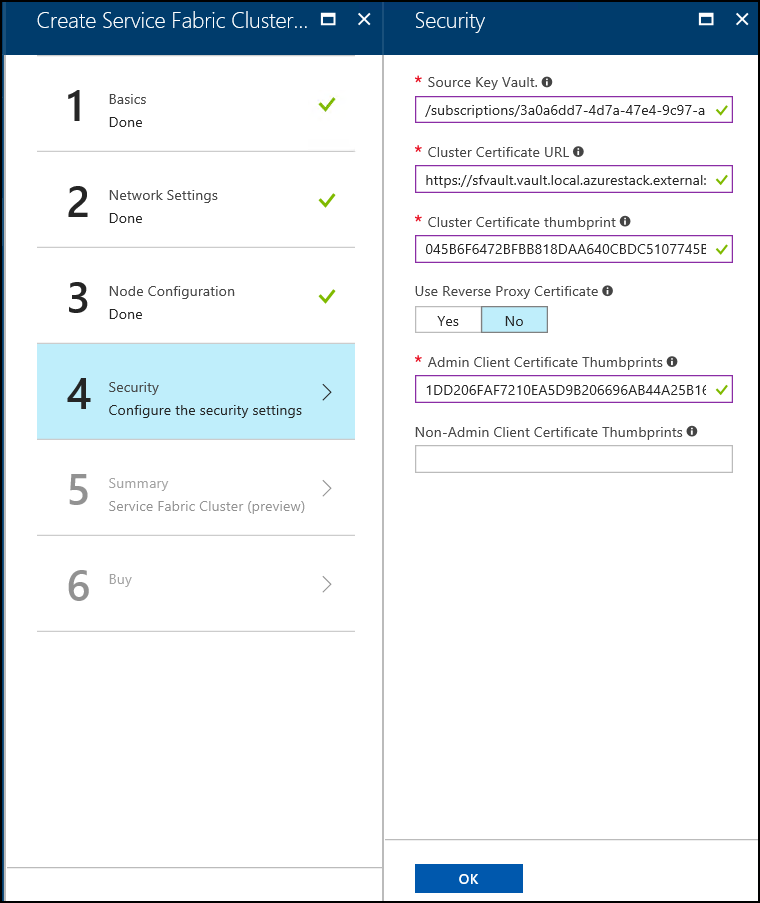 Create Service Fabric Cluster...
1
Basics
Done
2
Network Settings
Done
3
Node Configuration
Done
4
Security
Configure the security settings
5
Summary
Service Fabric Cluster (preview)
6
Buy
Security
* Source Key Vault.
/subscriptions/3a0a6dd7-4d7a-47e4-9c97-a
* Cluster Certificate URL
https://sfvault.vault.local.azurestack.external:
* Cluster Certificate thumbprint
045B6F6472BFBB818DAA640CBDC5107745E
Use Reverse Proxy Certificate
Yes No
* Admin Client Certificate Thumbprints
1DD206FAF7210EA5D9B206696AB44A25B16
Non-Admin Client Certificate Thumbprints
OK